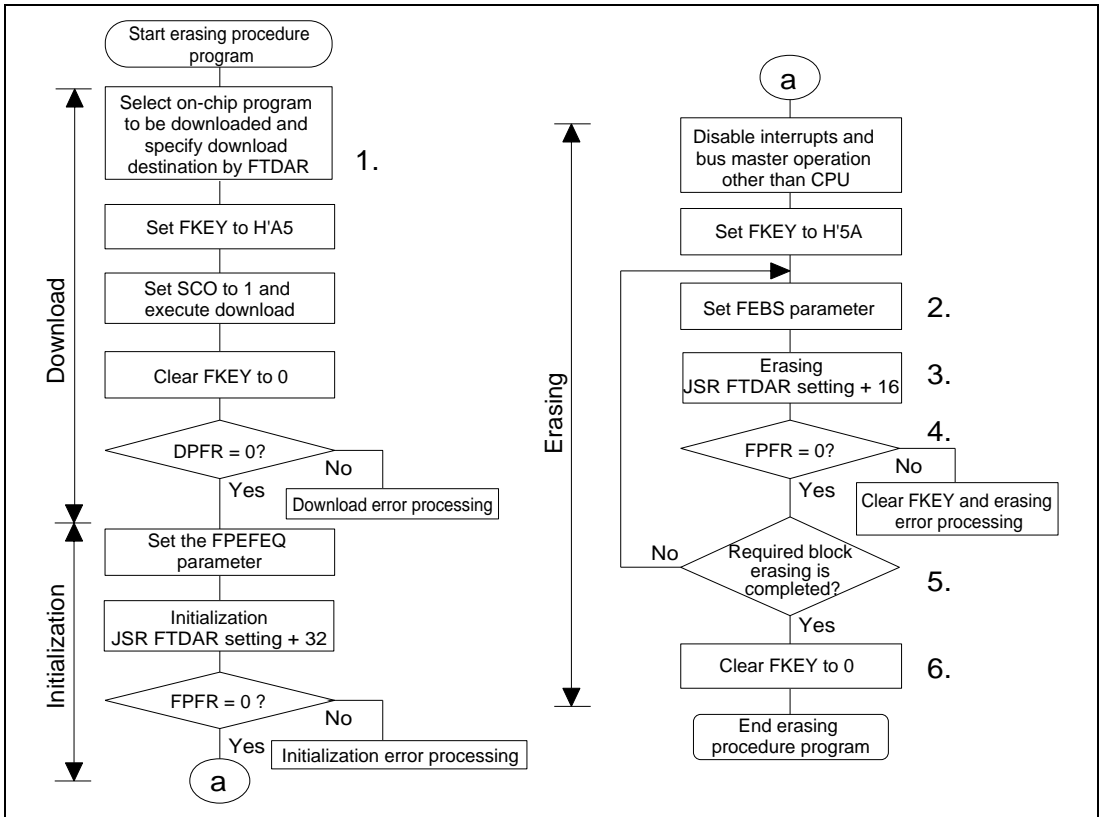 Start erasing procedure
program
Download
Select on-chip program
to be downloaded and
specify download
destination by FTDAR
1.
Set FKEY to H'A5
Set SCO to 1 and
execute download
Clear FKEY to 0
DPFR = 0?
No
Yes
Download error processing
Initialization
Set the FPEFEQ
parameter
Initialization
JSR FTDAR setting + 32
FPFR = 0 ?
No
Yes
Initialization error processing
a
a
Erasing
Disable interrupts and
bus master operation
other than CPU
Set FKEY to H'5A
Set FEBS parameter
2.
Erasing
JSR FTDAR setting + 16
3.
4.
FPFR = 0?
No
Yes
Clear FKEY and erasing
error processing
No
Required block
erasing is
completed?
5.
Yes
Clear FKEY to 0
6.
End erasing
procedure program